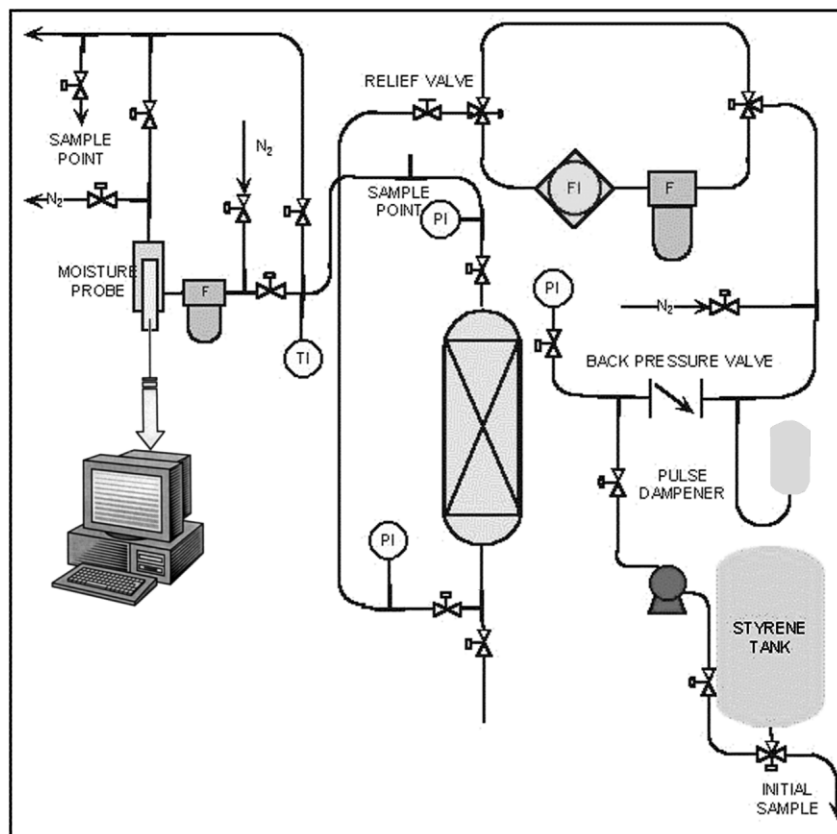 RELIEF VALVE
SAMPLE
POINT
N₂
SAMPLE
POINT
FI
F
PI
N₂
MOISTURE
PROBE
F
PI
N₂
TI
BACK PRESSURE VALVE
PULSE
DAMPENER
PI
STYRENE
TANK
INITIAL
SAMPLE